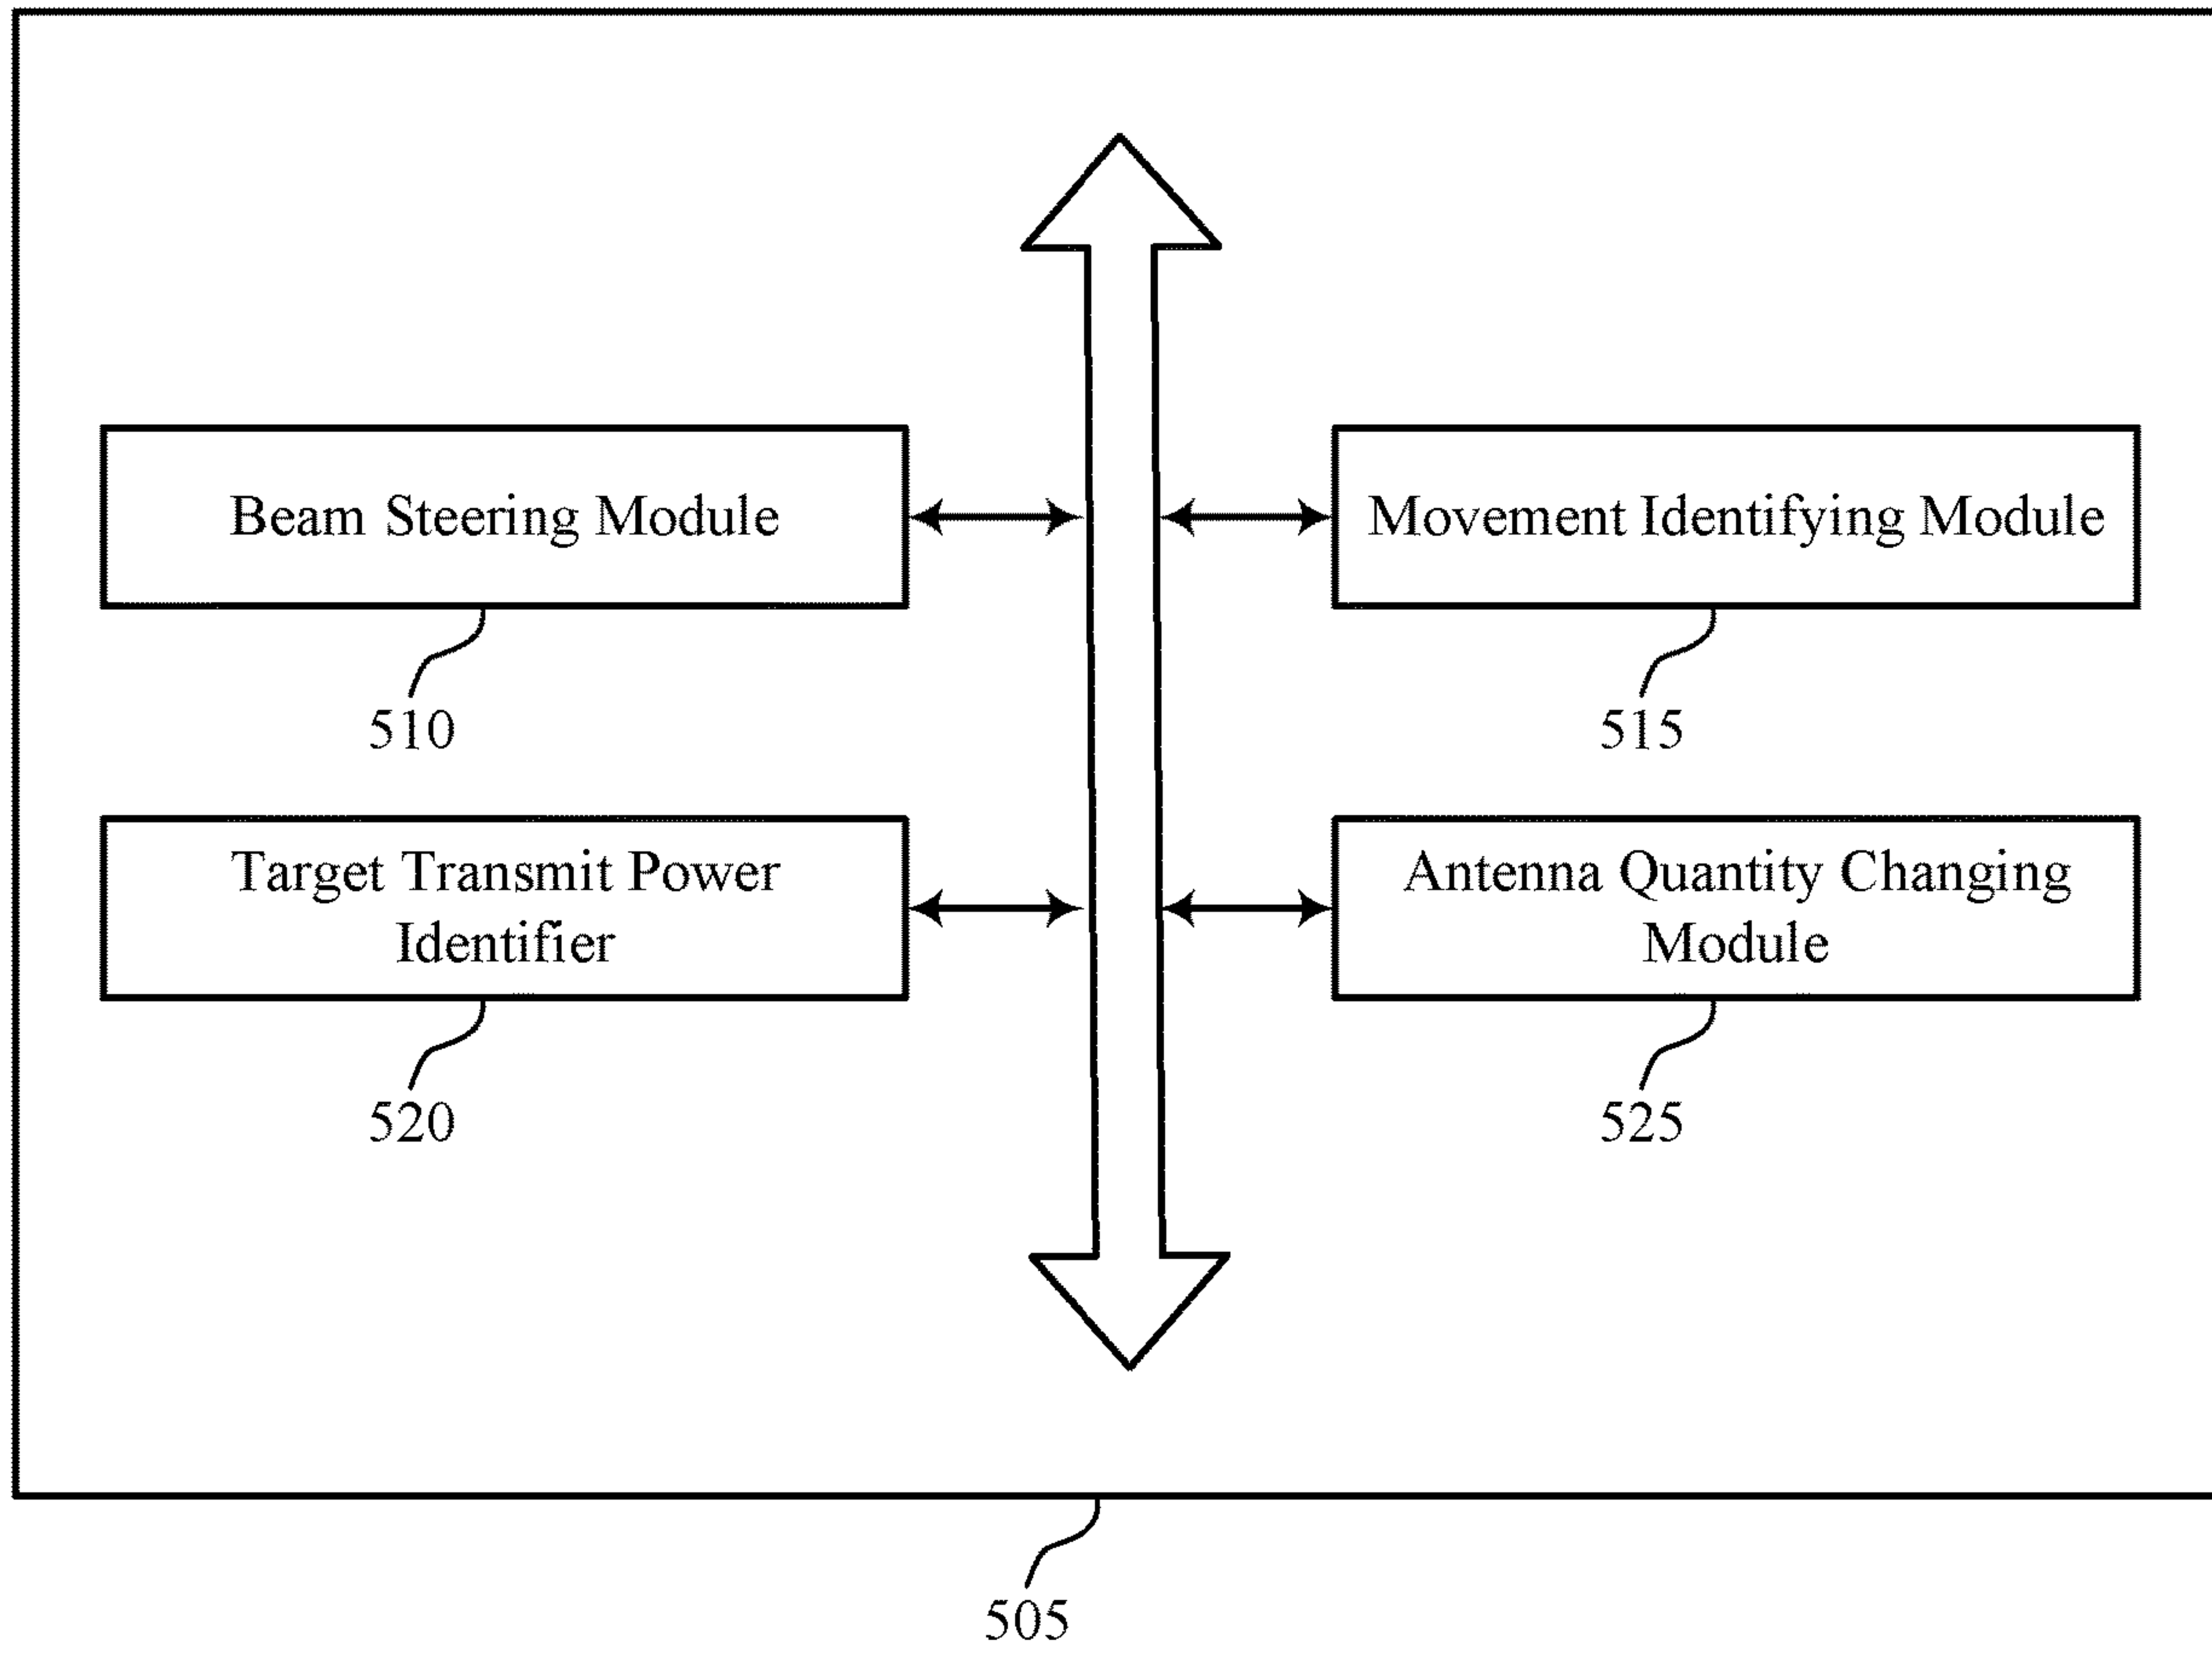 Beam Steering Module
Movement Identifying Module
510
515
Target Transmit Power
Identifier
Antenna Quantity Changing
Module
520
525
505